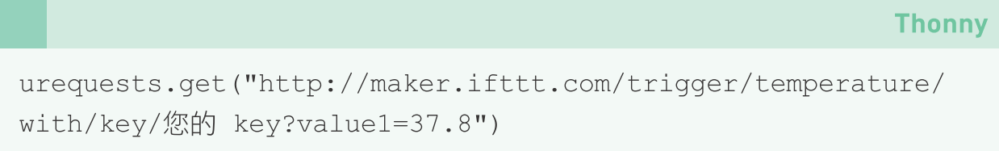 Thonny
urequests.get("http://maker.ifttt.com/trigger/temperature/
with/key/您的 key?value1=37.8")